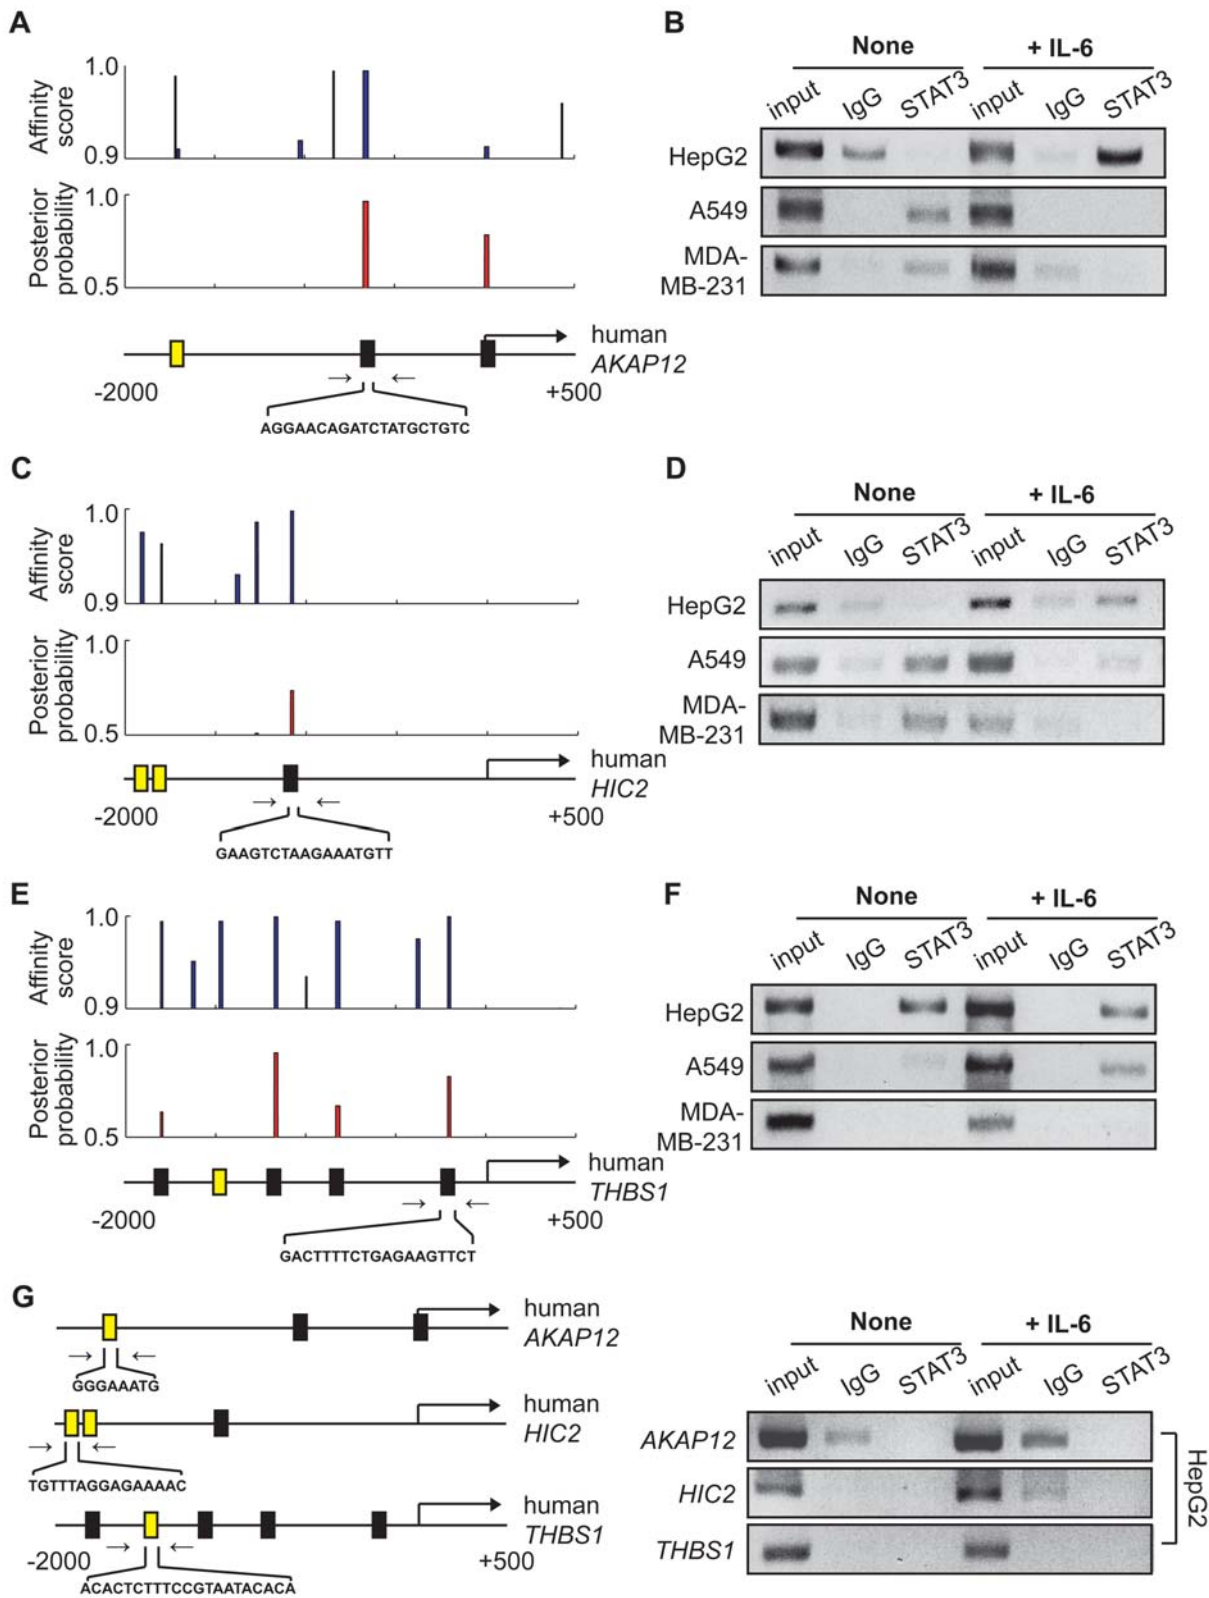 A
1.0
Affinity
score
0.9
1.0
Posterior
probability
0.5
human
AKAP12
-2000
+500
AGGAACAGATCTATGCTGTC
B
None
+ IL-6
input
IgG
STAT3
input
IgG
STAT3
HepG2
A549
MDA-
MB-231
C
1.0
Affinity
score
0.9
1.0
Posterior
probability
0.5
human
HIC2
-2000
+500
GAAGTCTAAGAAATGTT
D
None
+ IL-6
input
IgG
STAT3
input
IgG
STAT3
HepG2
A549
MDA-
MB-231
E
1.0
Affinity
score
0.9
1.0
Posterior
probability
0.5
human
THBS1
-2000
+500
GACTTTTCTGAGAAGTTCT
F
None
+ IL-6
input
IgG
STAT3
input
IgG
STAT3
HepG2
A549
MDA-
MB-231
G
human
AKAP12
GGGAAATG
human
HIC2
TGTTTAGGAGAAAAC
human
THBS1
-2000
+500
ACACTCTTTCCGTAATACACA
None
+ IL-6
input
IgG
STAT3
input
IgG
STAT3
AKAP12
HIC2
THBS1
HepG2